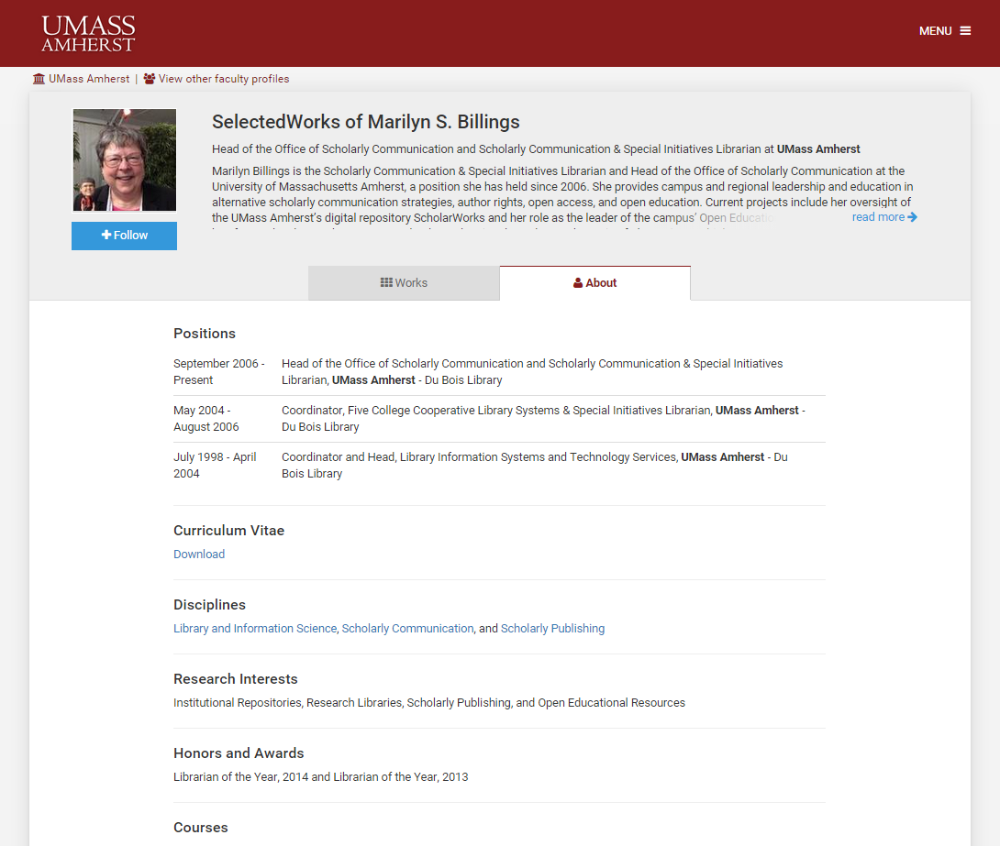 UMASS
AMHERST
MENU
UMass Amherst | View other faculty profiles
SelectedWorks of Marilyn S. Billings
Head of the Office of Scholarly Communication and Scholarly Communication & Special Initiatives Librarian at UMass Amherst
Marilyn Billings is the Scholarly Communication & Special Initiatives Librarian and Head of the Office of Scholarly Communication at the
University of Massachusetts Amherst, a position she has held since 2006. She provides campus and regional leadership and education in
alternative scholarly communication strategies, author rights, open access, and open education. Current projects include her oversight of
the UMass Amherst's digital repository ScholarWorks and her role as the leader of the campus' Open
read more
Follow
Works
About
Positions
September 2006 -
Present
Head of the Office of Scholarly Communication and Scholarly Communication & Special Initiatives
Librarian, UMass Amherst - Du Bois Library
May 2004 -
August 2006
Coordinator, Five College Cooperative Library Systems & Special Initiatives Librarian, UMass Amherst -
Du Bois Library
July 1998 - April
2004
Coordinator and Head, Library Information Systems and Technology Services, UMass Amherst - Du
Bois Library
Curriculum Vitae
Download
Disciplines
Library and Information Science, Scholarly Communication, and Scholarly Publishing
Research Interests
Institutional Repositories, Research Libraries, Scholarly Publishing, and Open Educational Resources
Honors and Awards
Librarian of the Year, 2014 and Librarian of the Year, 2013
Courses